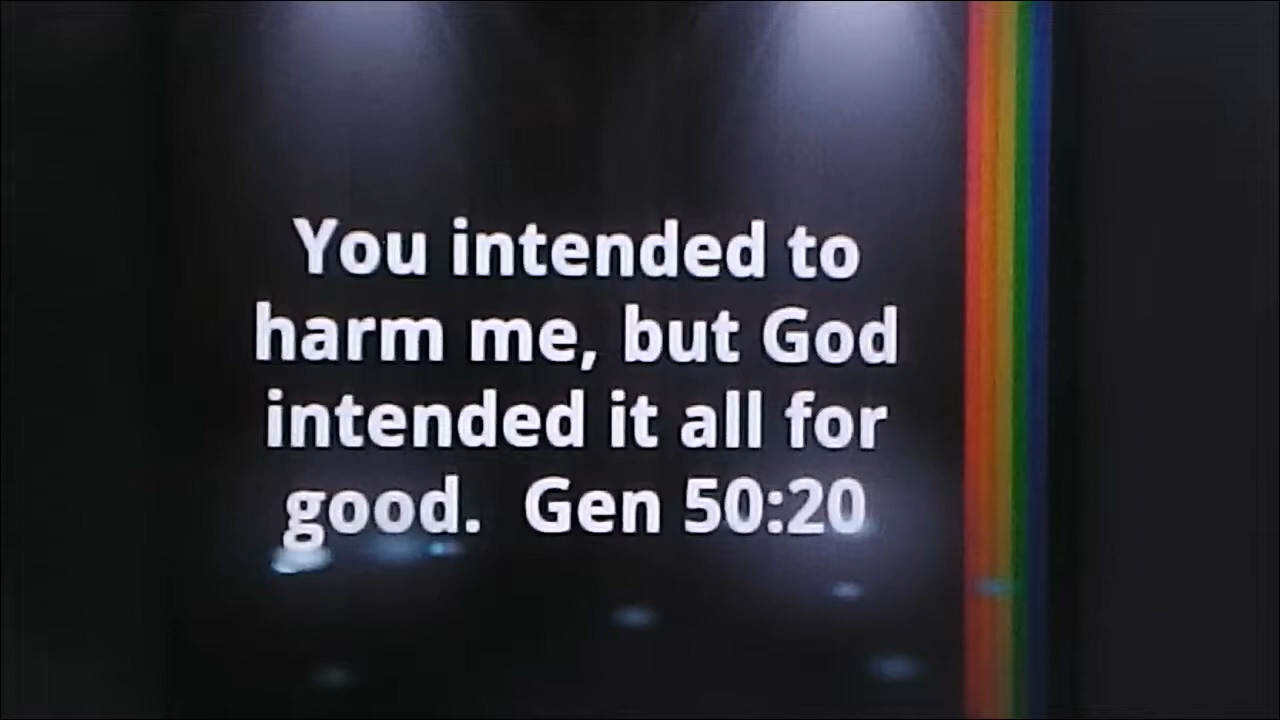 You intended to
harm me, but God
intended it all for
good.  Gen 50:20